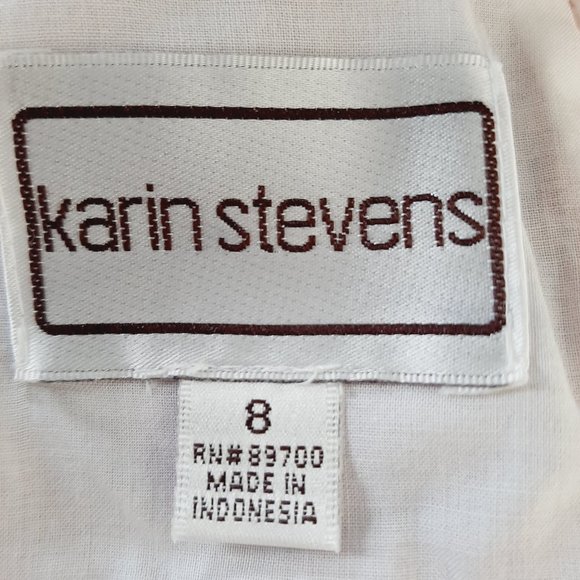 karin stevens
8
RN#89700
MADE IN
INDONESIA